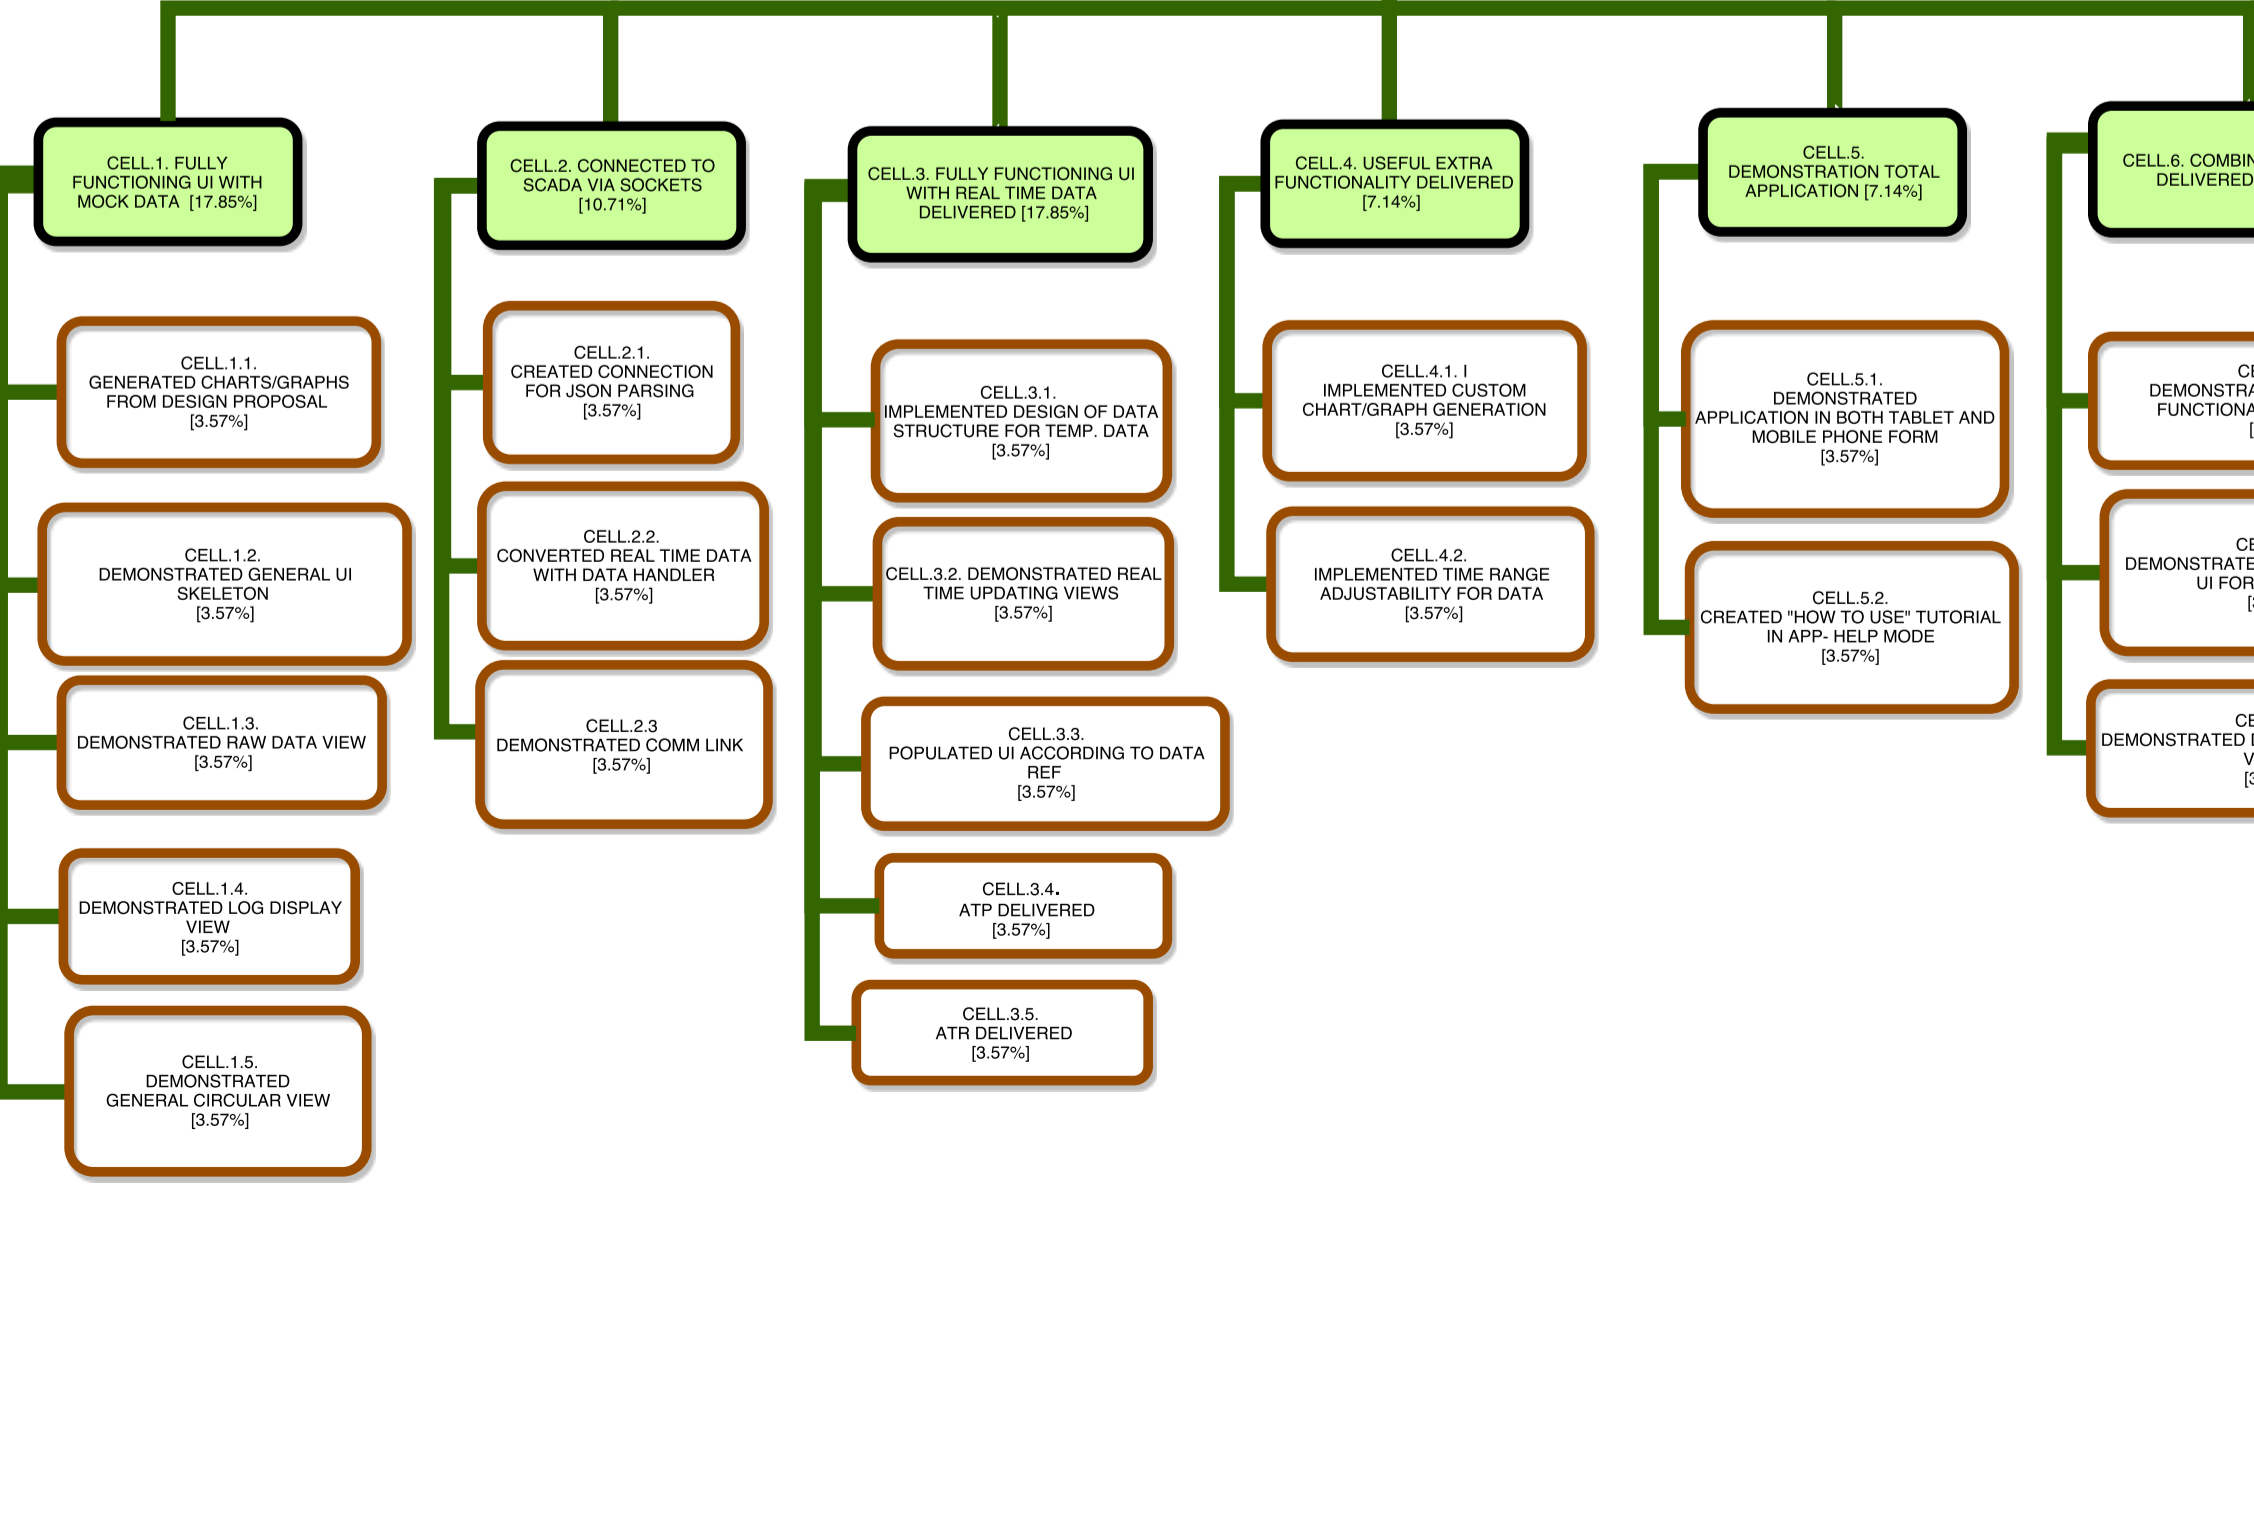 CELL.1. FULLY
FUNCTIONING UI WITH
MOCK DATA [17.85%]
CELL.1.1.
GENERATED CHARTS/GRAPHS
FROM DESIGN PROPOSAL
[3.57%]
CELL.1.2.
DEMONSTRATED GENERAL UI
SKELETON
[3.57%]
CELL.1.3.
DEMONSTRATED RAW DATA VIEW
[3.57%]
CELL.1.4.
DEMONSTRATED LOG DISPLAY
VIEW
[3.57%]
CELL.1.5.
DEMONSTRATED
GENERAL CIRCULAR VIEW
[3.57%]
CELL.2. CONNECTED TO
SCADA VIA SOCKETS
[10.71%]
CELL.2.1.
CREATED CONNECTION
FOR JSON PARSING
[3.57%]
CELL.2.2.
CONVERTED REAL TIME DATA
WITH DATA HANDLER
[3.57%]
CELL.2.3
DEMONSTRATED COMM LINK
[3.57%]
CELL.3. FULLY FUNCTIONING UI
WITH REAL TIME DATA
DELIVERED [17.85%]
CELL.3.1.
IMPLEMENTED DESIGN OF DATA
STRUCTURE FOR TEMP. DATA
[3.57%]
CELL.3.2. DEMONSTRATED REAL
TIME UPDATING VIEWS
[3.57%]
CELL.3.3.
POPULATED UI ACCORDING TO DATA
REF
[3.57%]
CELL.3.4.
ATP DELIVERED
[3.57%]
CELL.3.5.
ATR DELIVERED
[3.57%]
CELL.4. USEFUL EXTRA
FUNCTIONALITY DELIVERED
[7.14%]
CELL.4.1. I
IMPLEMENTED CUSTOM
CHART/GRAPH GENERATION
[3.57%]
CELL.4.2.
IMPLEMENTED TIME RANGE
ADJUSTABILITY FOR DATA
[3.57%]
CELL.5.
DEMONSTRATION TOTAL
APPLICATION [7.14%]
CELL.5.1.
DEMONSTRATED
APPLICATION IN BOTH TABLET AND
MOBILE PHONE FORM
[3.57%]
CELL.5.2.
CREATED "HOW TO USE" TUTORIAL
IN APP- HELP MODE
[3.57%]
CELL.6.
DELIVERED
UI FOR
DEMONSTRATED